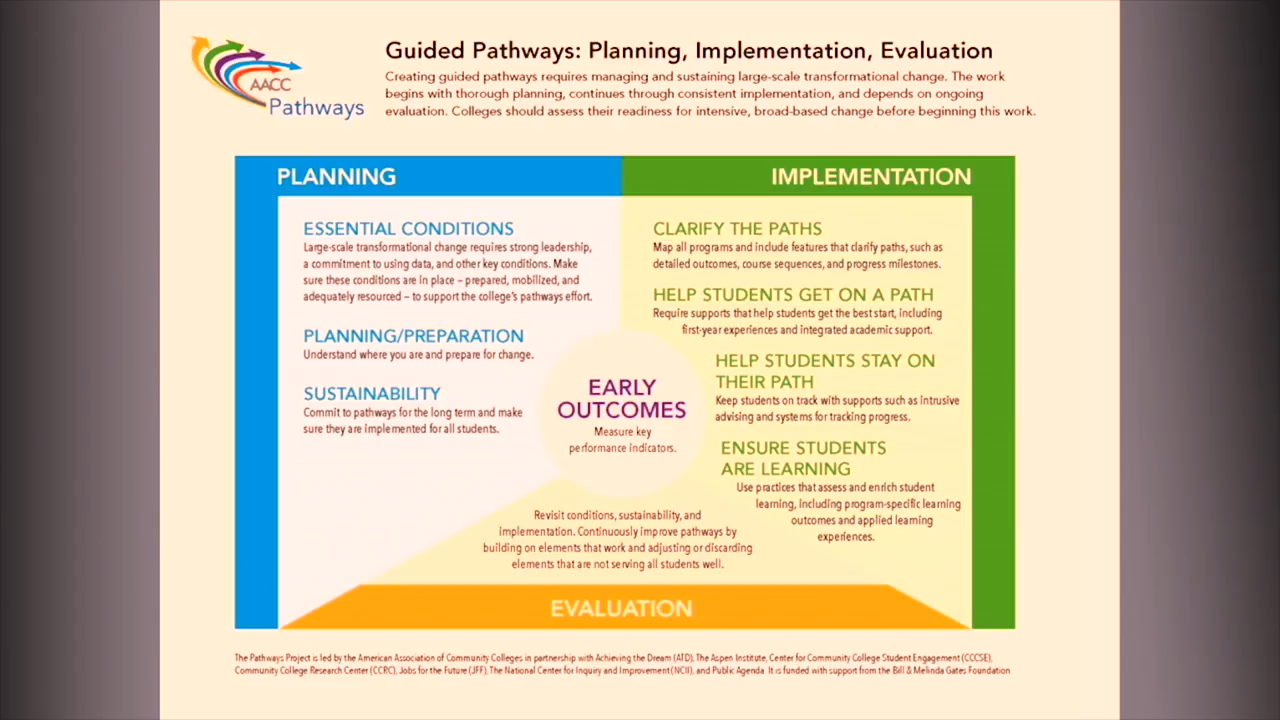 AACC
Pathways
Guided Pathways: Planning, Implementation, Evaluation
Creating guided pathways requires managing and sustaining large-scale transformational change. The work
begins with thorough planning, continues through consistent implementation, and depends on ongoing
evaluation. Colleges should assess their readiness for intensive, broad-based change before beginning this work.
PLANNING
ESSENTIAL CONDITIONS
Large-scale transformational change requires strong leadership,
a commitment to using data, and other key conditions. Make
sure these conditions are in place – prepared, mobilized, and
adequately resourced – to support the college's pathways effort.
PLANNING/PREPARATION
Understand where you are and prepare for change.
SUSTAINABILITY
Commit to pathways for the long term and make
sure they are implemented for all students.
IMPLEMENTATION
CLARIFY THE PATHS
Map all programs and include features that clarify paths, such as
detailed outcomes, course sequences, and progress milestones.
HELP STUDENTS GET ON A PATH
Require supports that help students get the best start, including
first-year experiences and integrated academic support.
HELP STUDENTS STAY ON
THEIR PATH
Keep students on track with supports such as intrusive
advising and systems for tracking progress.
ENSURE STUDENTS
ARE LEARNING
Use practices that assess and enrich student
learning, including program-specific learning
outcomes and applied learning
experiences.
EARLY
OUTCOMES
Measure key
performance indicators.
Revisit conditions, sustainability, and
implementation. Continuously improve pathways by
building on elements that work and adjusting or discarding
elements that are not serving all students well.
EVALUATION
The Pathways Project is led by the American Association of Community Colleges in partnership with Achieving the Dream (ATD), The Aspen Institute, Center for Community College Student Engagement (CCCSE),
Community College Research Center (CCRC), Jobs for the Future (JFF), The National Center for Inquiry and Improvement (NCII), and Public Agenda. It is funded with support from the Bill & Melinda Gates Foundation